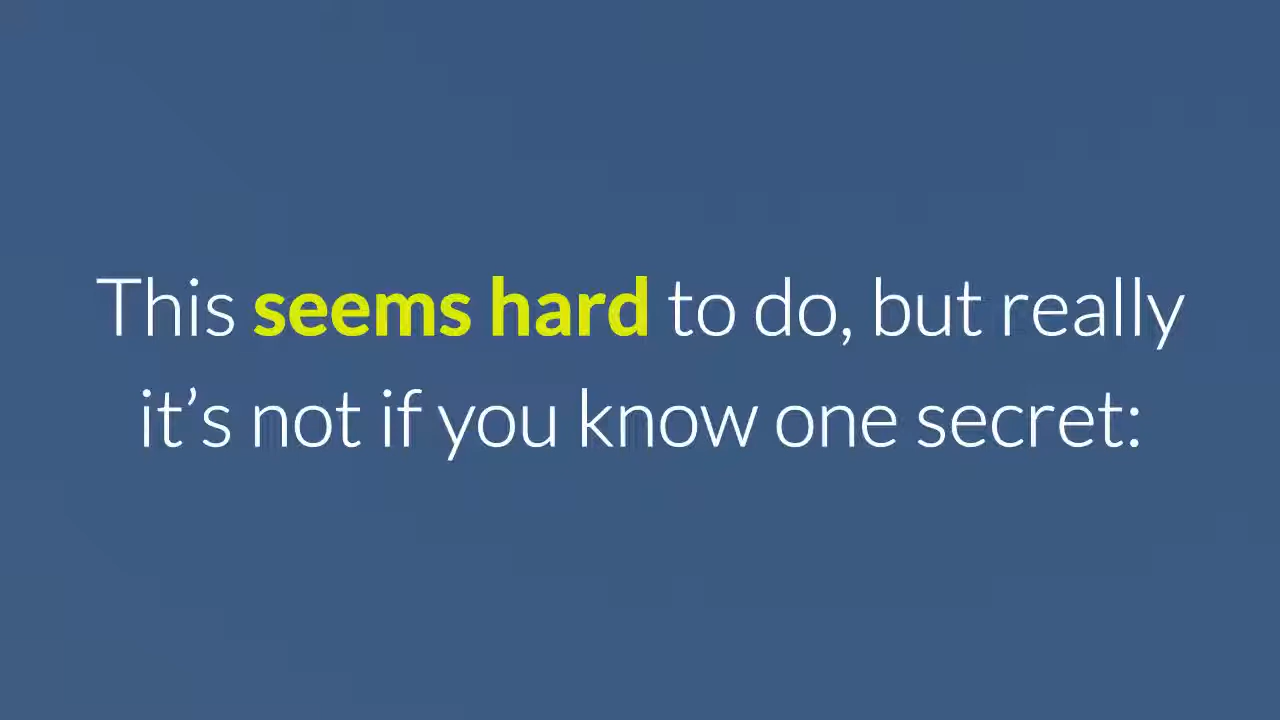 This seems hard to do, but really
it’s not if you know one secret: